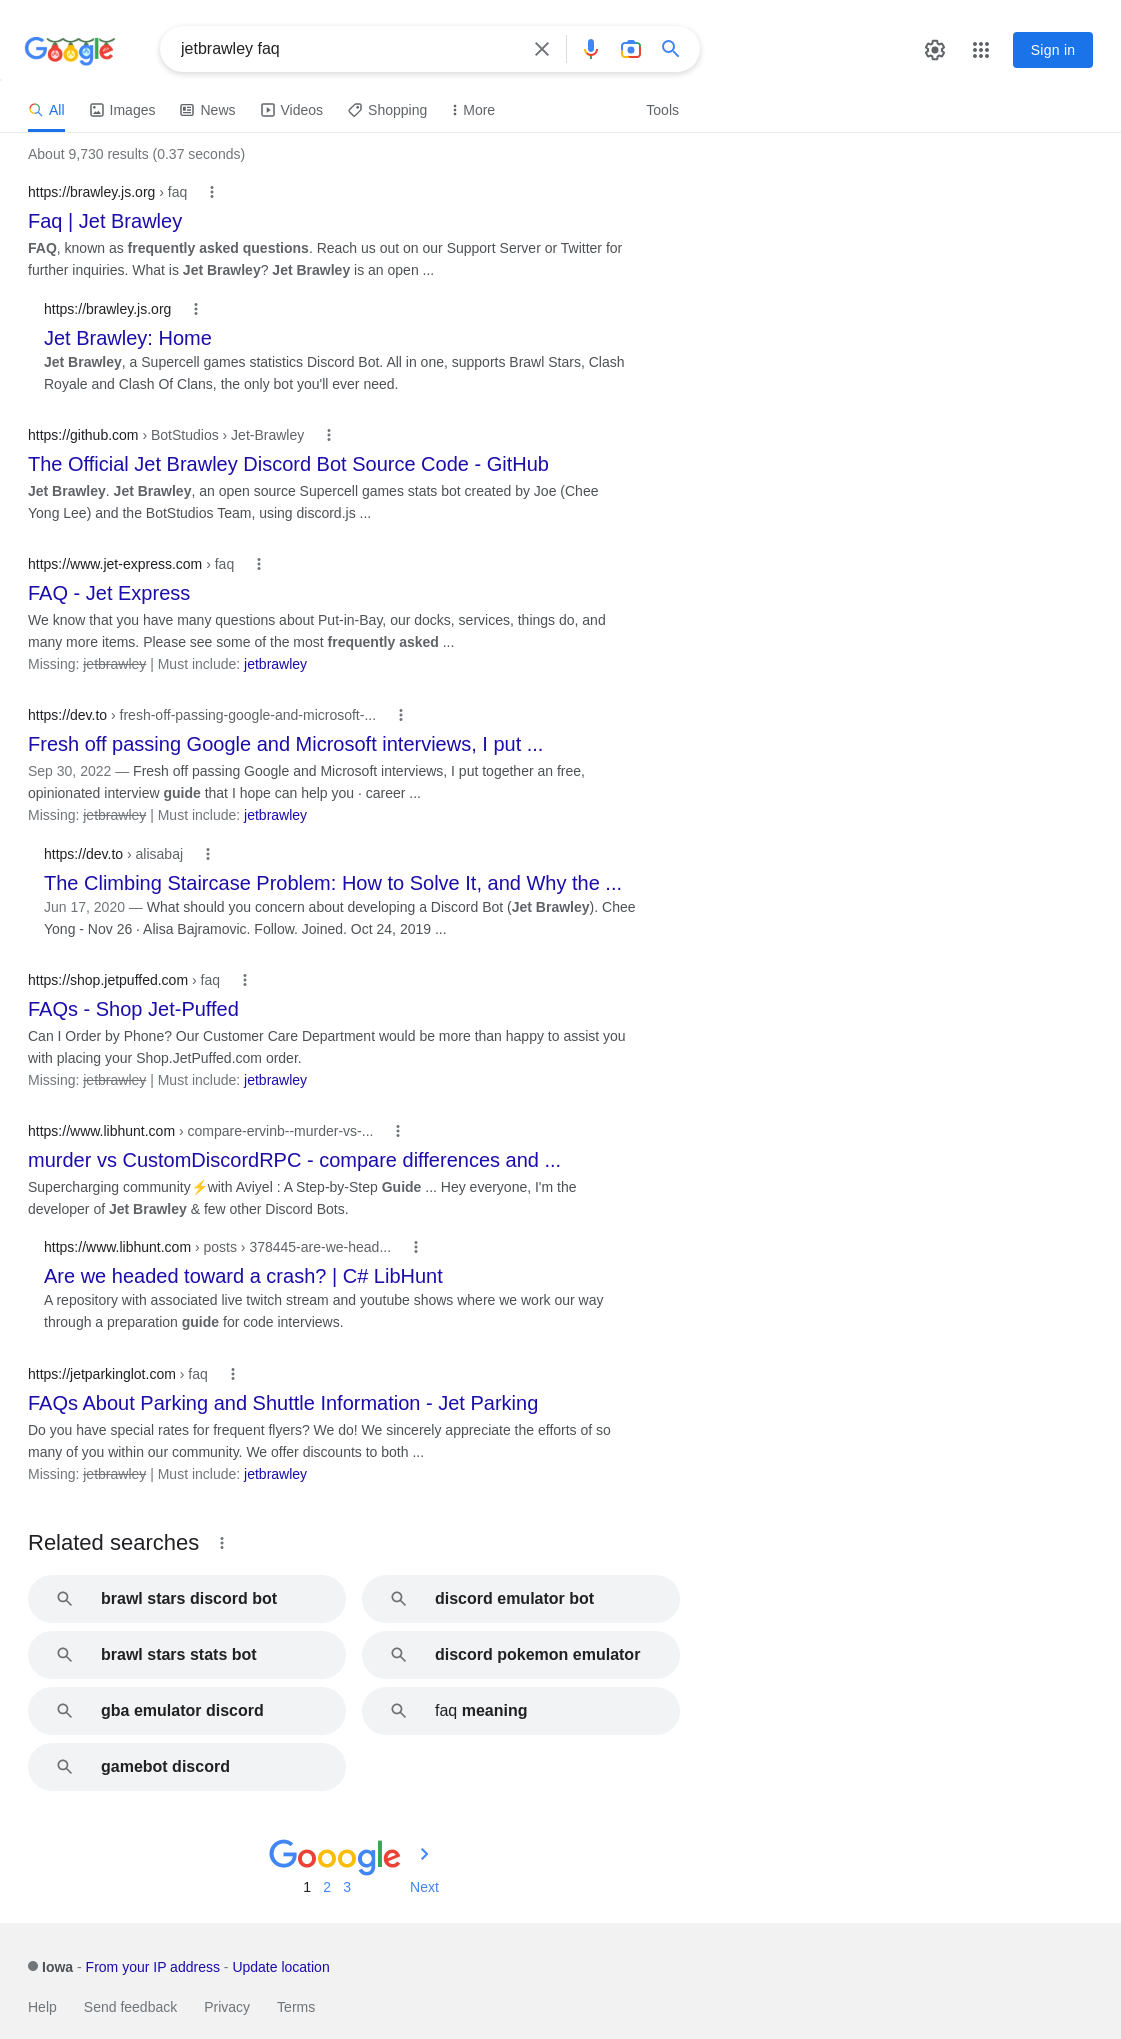 Google
jetbrawley faq
Sign in
All Images News Videos Shopping More Tools
About 9,730 results (0.37 seconds)
https://brawley.js.org › faq
Faq | Jet Brawley
FAQ, known as frequently asked questions. Reach us out on our Support Server or Twitter for
further inquiries. What is Jet Brawley? Jet Brawley is an open ...
https://brawley.js.org
Jet Brawley: Home
Jet Brawley, a Supercell games statistics Discord Bot. All in one, supports Brawl Stars, Clash
Royale and Clash Of Clans, the only bot you'll ever need.
https://github.com › BotStudios › Jet-Brawley
The Official Jet Brawley Discord Bot Source Code - GitHub
Jet Brawley. Jet Brawley, an open source Supercell games stats bot created by Joe (Chee
Yong Lee) and the BotStudios Team, using discord.js ...
https://www.jet-express.com › faq
FAQ - Jet Express
We know that you have many questions about Put-in-Bay, our docks, services, things do, and
many more items. Please see some of the most frequently asked ...
Missing: jetbrawley | Must include: jetbrawley
https://dev.to › fresh-off-passing-google-and-microsoft-...
Fresh off passing Google and Microsoft interviews, I put ...
Sep 30, 2022 — Fresh off passing Google and Microsoft interviews, I put together an free,
opinionated interview guide that I hope can help you · career ...
Missing: jetbrawley | Must include: jetbrawley
https://dev.to › alisabaj
The Climbing Staircase Problem: How to Solve It, and Why the ...
Jun 17, 2020 — What should you concern about developing a Discord Bot (Jet Brawley). Chee
Yong - Nov 26 · Alisa Bajramovic. Follow. Joined. Oct 24, 2019 ...
https://shop.jetpuffed.com › faq
FAQs - Shop Jet-Puffed
Can I Order by Phone? Our Customer Care Department would be more than happy to assist you
with placing your Shop.JetPuffed.com order.
Missing: jetbrawley | Must include: jetbrawley
https://www.libhunt.com › compare-ervinb--murder-vs-...
murder vs CustomDiscordRPC - compare differences and ...
Supercharging community⚡with Aviyel : A Step-by-Step Guide ... Hey everyone, I'm the
developer of Jet Brawley & few other Discord Bots.
https://www.libhunt.com › posts › 378445-are-we-head...
Are we headed toward a crash? | C# LibHunt
A repository with associated live twitch stream and youtube shows where we work our way
through a preparation guide for code interviews.
https://jetparkinglot.com › faq
FAQs About Parking and Shuttle Information - Jet Parking
Do you have special rates for frequent flyers? We do! We sincerely appreciate the efforts of so
many of you within our community. We offer discounts to both ...
Missing: jetbrawley | Must include: jetbrawley
Related searches
brawl stars discord bot
discord emulator bot
brawl stars stats bot
discord pokemon emulator
gba emulator discord
faq meaning
gamebot discord
Gooogle
1 2 3 Next
Iowa - From your IP address - Update location
Help Send feedback Privacy Terms